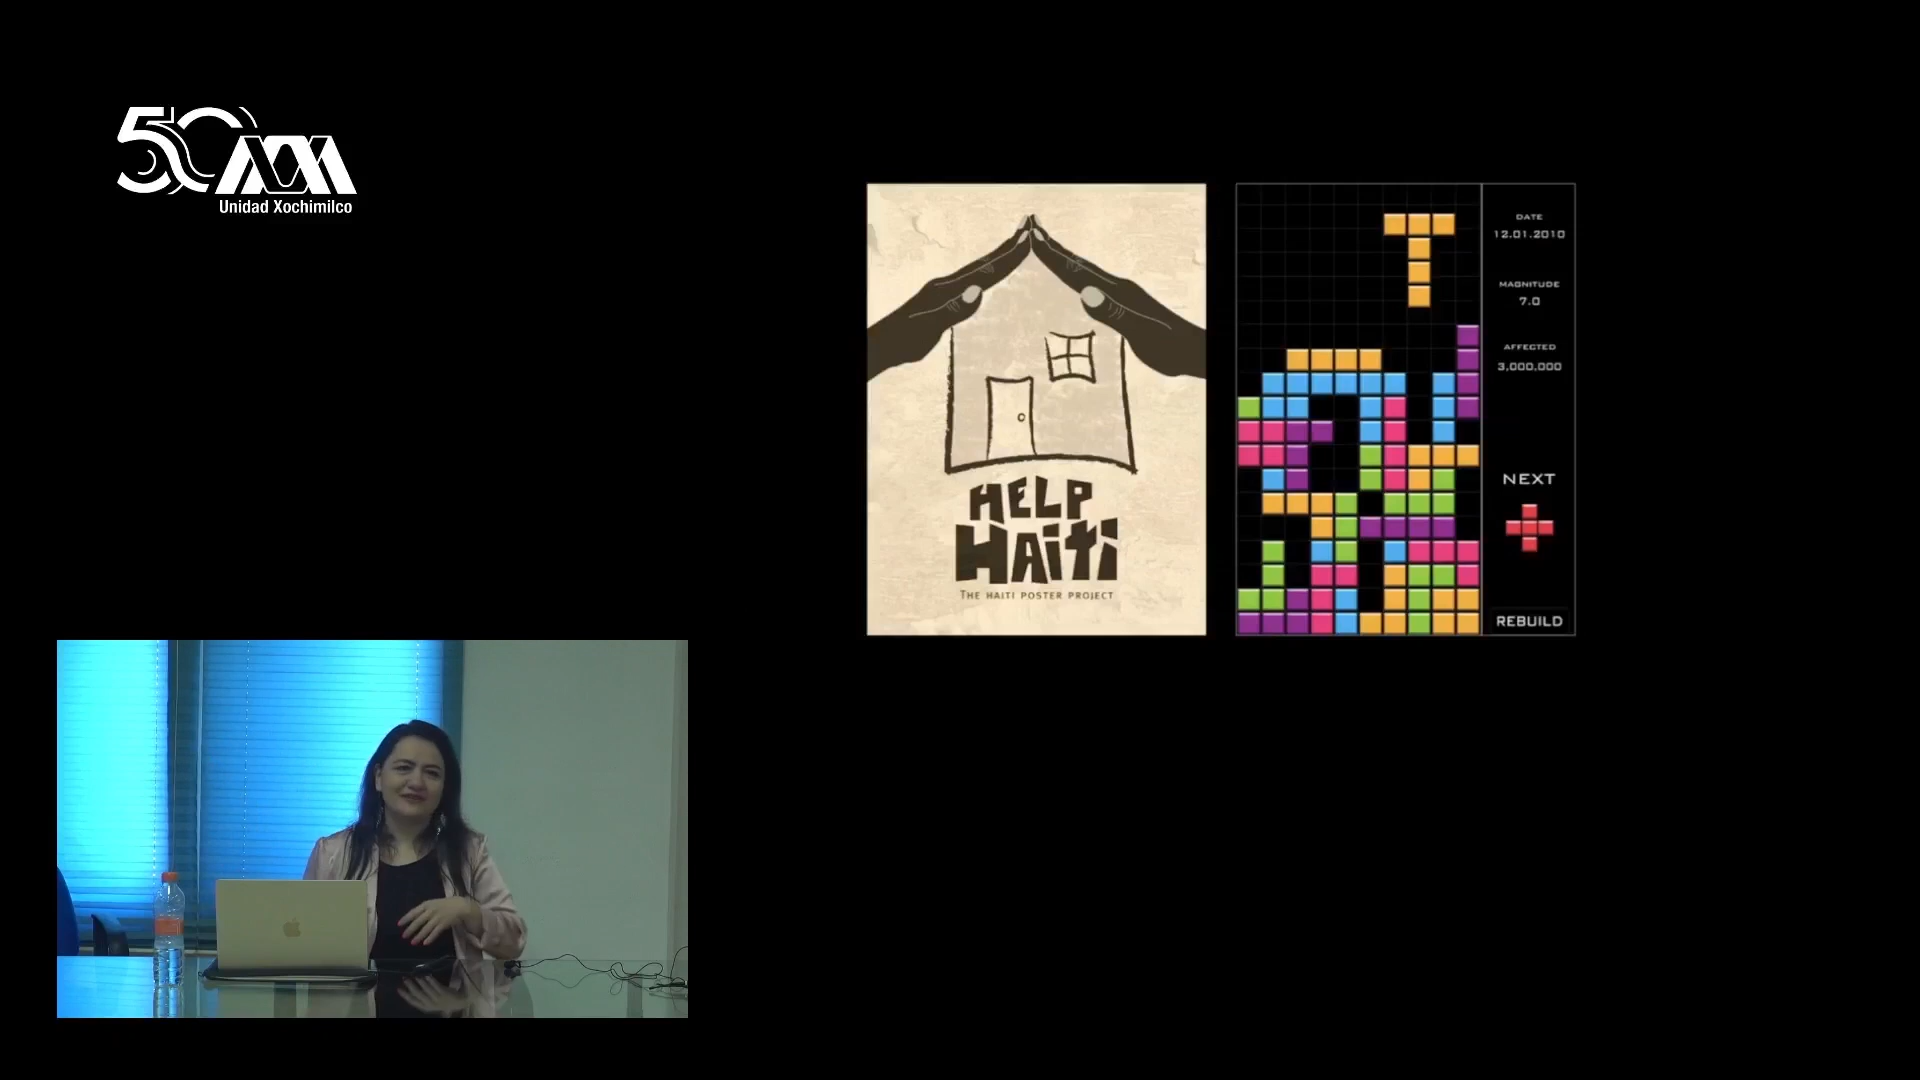 50
Unidad Xochimilco
HELP
HAiTi
THE HAITI POSTER PROJECT
DATE
12.01.2010
MAGNITUDE
7.0
AFFECTED
3,000,000
NEXT
REBUILD